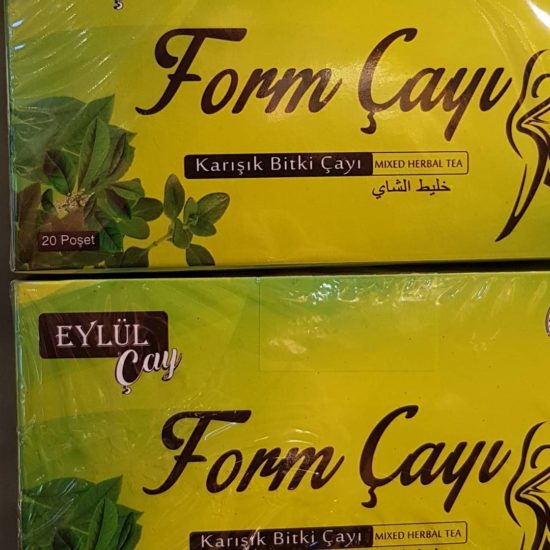 Form Çayı
Karışık Bitki Çayı MIXED HERBAL TEA
خليط الشاي
20 Poşet
EYLÜL
Çay
Form Çayı
Karışık Bitki Çayı MIXED HERBAL TEA